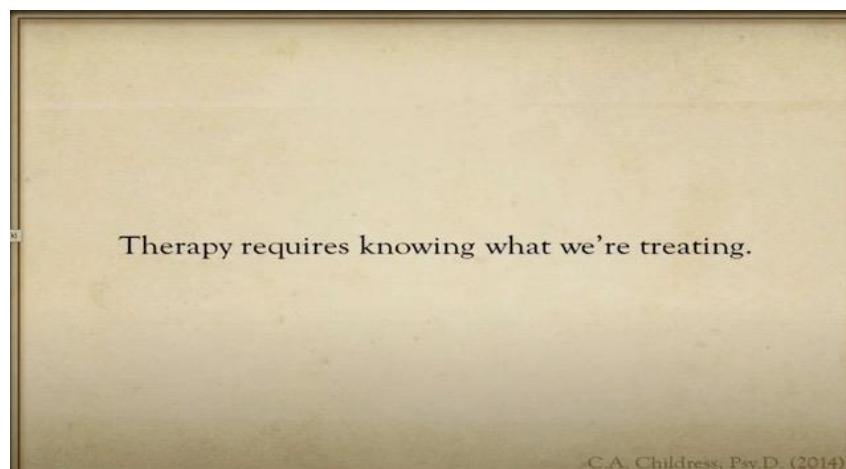 Therapy requires knowing what we’re treating.
C.A. Childress, Psy.D. (2014)